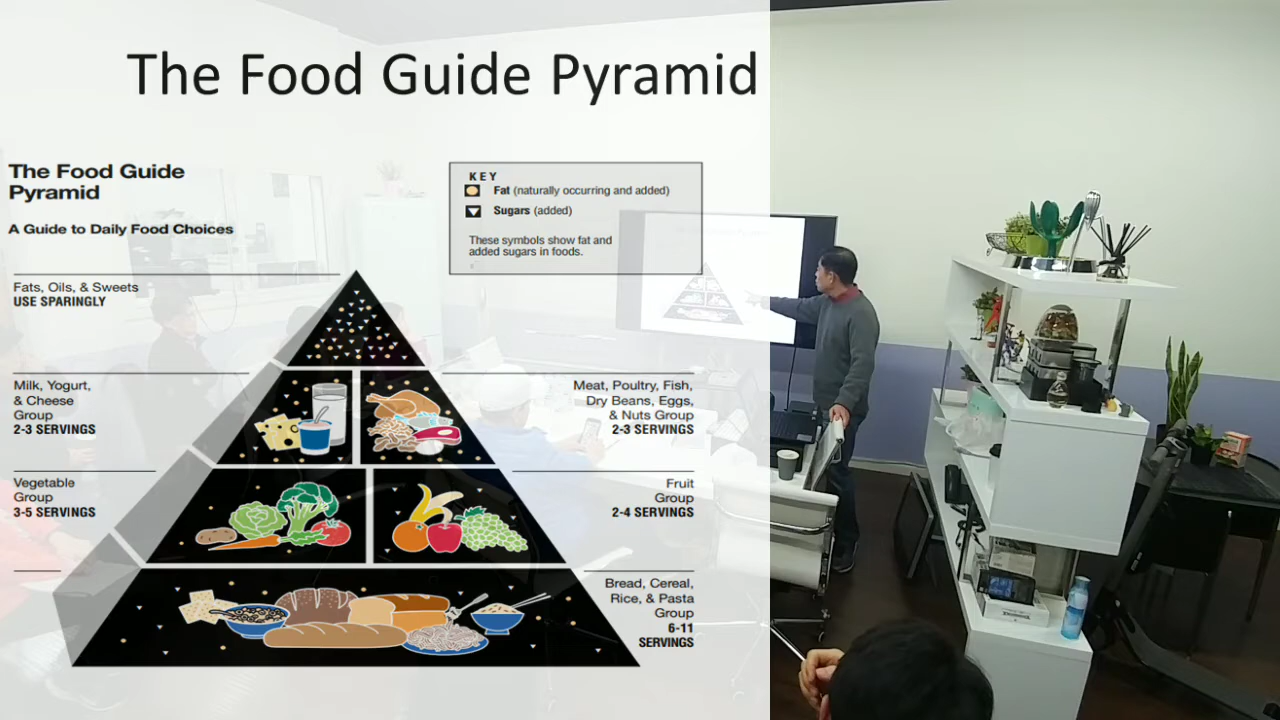 The Food Guide Pyramid
The Food Guide
Pyramid
A Guide to Daily Food Choices
KEY
Fat (naturally occurring and added)
Sugars (added)
These symbols show fat and
added sugars in foods.
Fats, Oils, & Sweets
USE SPARINGLY
Milk, Yogurt,
& Cheese
Group
2-3 SERVINGS
Meat, Poultry, Fish,
Dry Beans, Eggs,
& Nuts Group
2-3 SERVINGS
Vegetable
Group
3-5 SERVINGS
Fruit
Group
2-4 SERVINGS
Bread, Cereal,
Rice, & Pasta
Group
6-11
SERVINGS